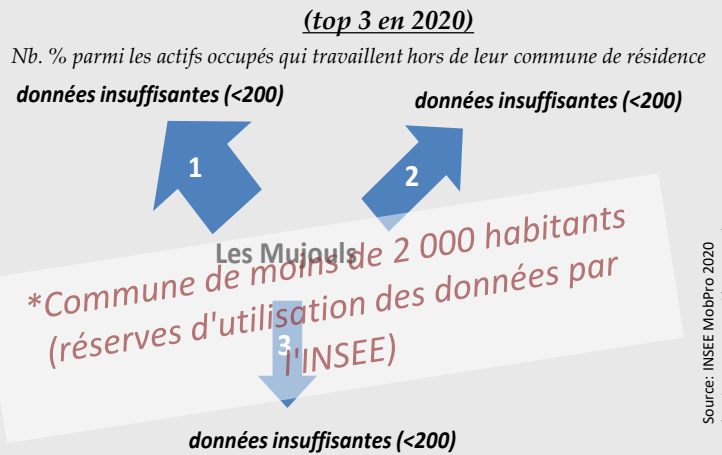 (top 3 en 2020)
Nb. % parmi les actifs occupés qui travaillent hors de leur commune de résidence
données insuffisantes (<200)
données insuffisantes (<200)
1
2
Les Mujouls
*Commune de moins de 2 000 habitants
(réserves d'utilisation des données par
l'INSEE)
3
données insuffisantes (<200)
Source: INSEE MobPro 2020